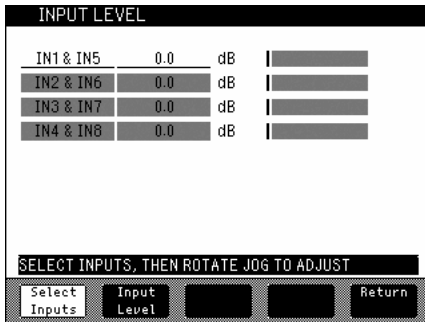 INPUT LEVEL
IN1 & IN5 0.0 dB
IN2 & IN6 0.0 dB
IN3 & IN7 0.0 dB
IN4 & IN8 0.0 dB
SELECT INPUTS, THEN ROTATE JOG TO ADJUST
Select Input Return
Inputs Level